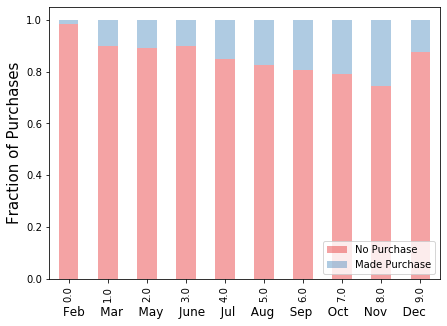 Fraction of Purchases
1.0
0.8
0.6
0.4
0.2
0.0
No Purchase
Made Purchase
0.0 1.0 2.0 3.0 4.0 5.0 6.0 7.0 8.0 9.0
Feb Mar May June Jul Aug Sep Oct Nov Dec